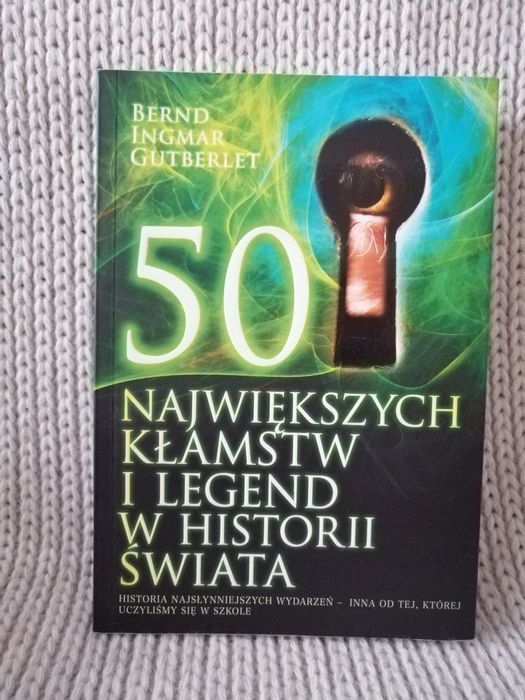 BERND
INGMAR
GUTBERLET
50
NAJWIĘKSZYCH
KŁAMSTW
I LEGEND
W HISTORII
ŚWIATA
HISTORIA NAJSŁYNNIEJSZYCH WYDARZEŃ – INNA OD TEJ, KTÓREJ
UCZYLIŚMY SIĘ W SZKOLE